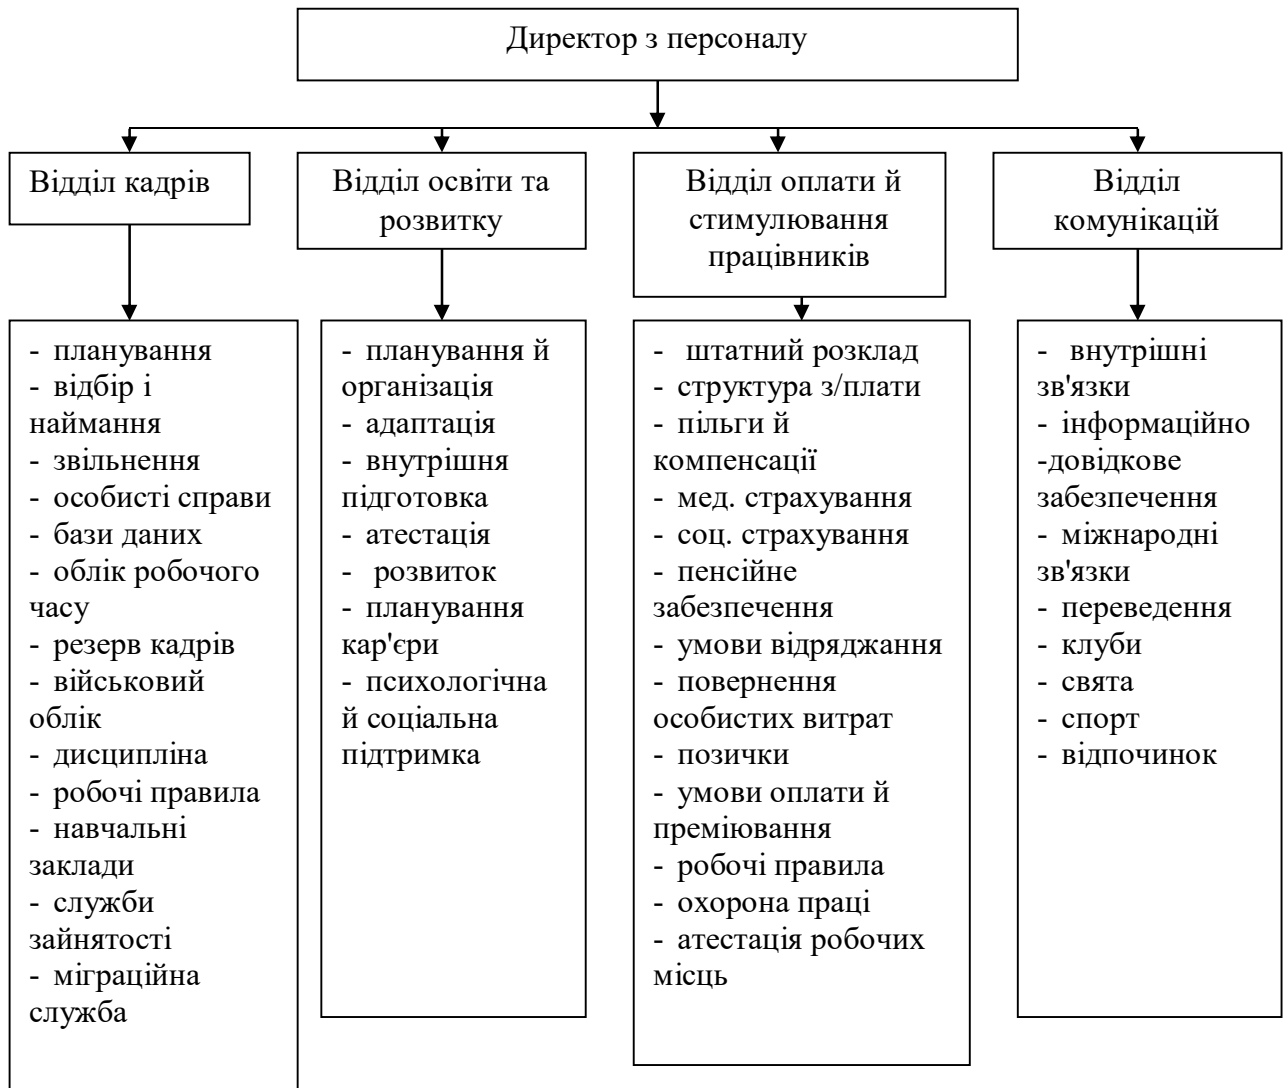 Директор з персоналу
Відділ кадрів
Відділ освіти та
розвитку
Відділ оплати й
стимулювання
працівників
Відділ
комунікацій
- планування
- відбір і
наймання
- звільнення
- особисті справи
- бази даних
- облік робочого
часу
- резерв кадрів
- військовий
облік
- дисципліна
- робочі правила
- навчальні
заклади
- служби
зайнятості
- міграційна
служба
- планування й
організація
- адаптація
- внутрішня
підготовка
- атестація
- розвиток
- планування
кар'єри
- психологічна
й соціальна
підтримка
- штатний розклад
- структура з/плати
- пільги й
компенсації
- мед. страхування
- соц. страхування
- пенсійне
забезпечення
- умови відряджання
- повернення
особистих витрат
- позички
- умови оплати й
преміювання
- робочі правила
- охорона праці
- атестація робочих
місць
- внутрішні
зв'язки
- інформаційно
-довідкове
забезпечення
- міжнародні
зв'язки
- переведення
- клуби
- свята
- спорт
- відпочинок